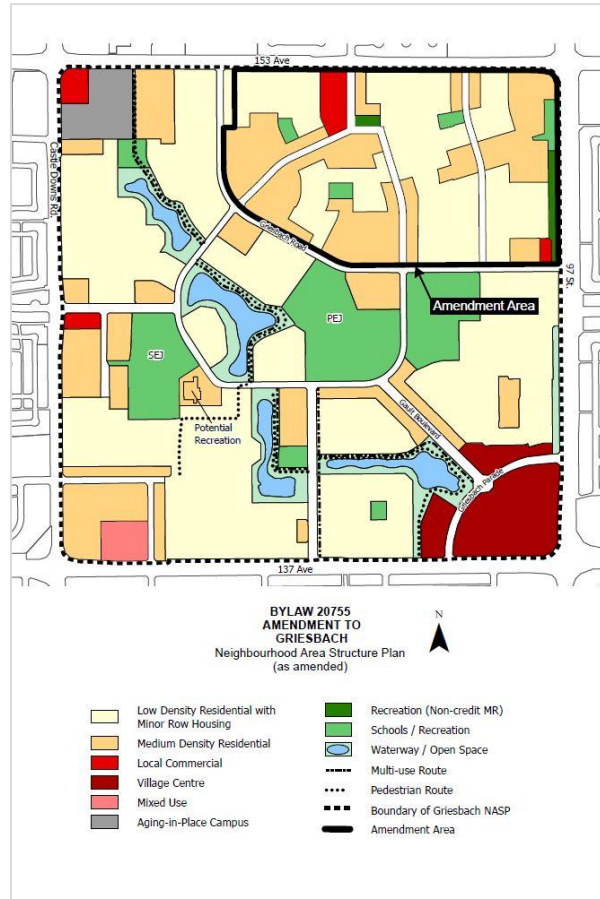 153 Ave
Castle Downs Rd.
Griesbach Road
97 St.
Amendment Area
PEJ
SEJ
Potential
Recreation
Gault Boulevard
Griesbach Parade
137 Ave
BYLAW 20755
AMENDMENT TO
GRIESBACH
Neighbourhood Area Structure Plan
(as amended)
N
Low Density Residential with
Minor Row Housing
Medium Density Residential
Local Commercial
Village Centre
Mixed Use
Aging-in-Place Campus
Recreation (Non-credit MR)
Schools / Recreation
Waterway / Open Space
Multi-use Route
Pedestrian Route
Boundary of Griesbach NASP
Amendment Area